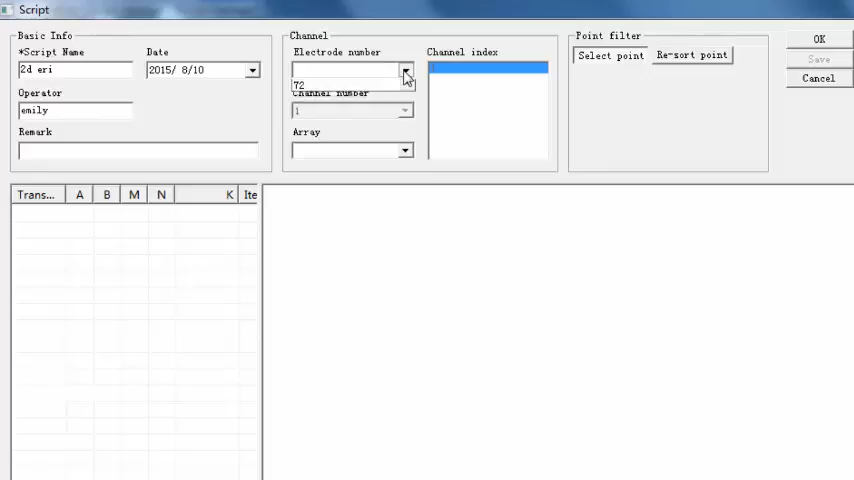 Script
Basic Info
*Script Name
Date
2d eri
2015/ 8/10
Operator
emily
Remark
Channel
Electrode number
72
Channel number
1
Array
Channel index
1
Point filter
Select point
Re-sort point
OK
Save
Cancel
Trans...
A
B
M
N
K
Ite